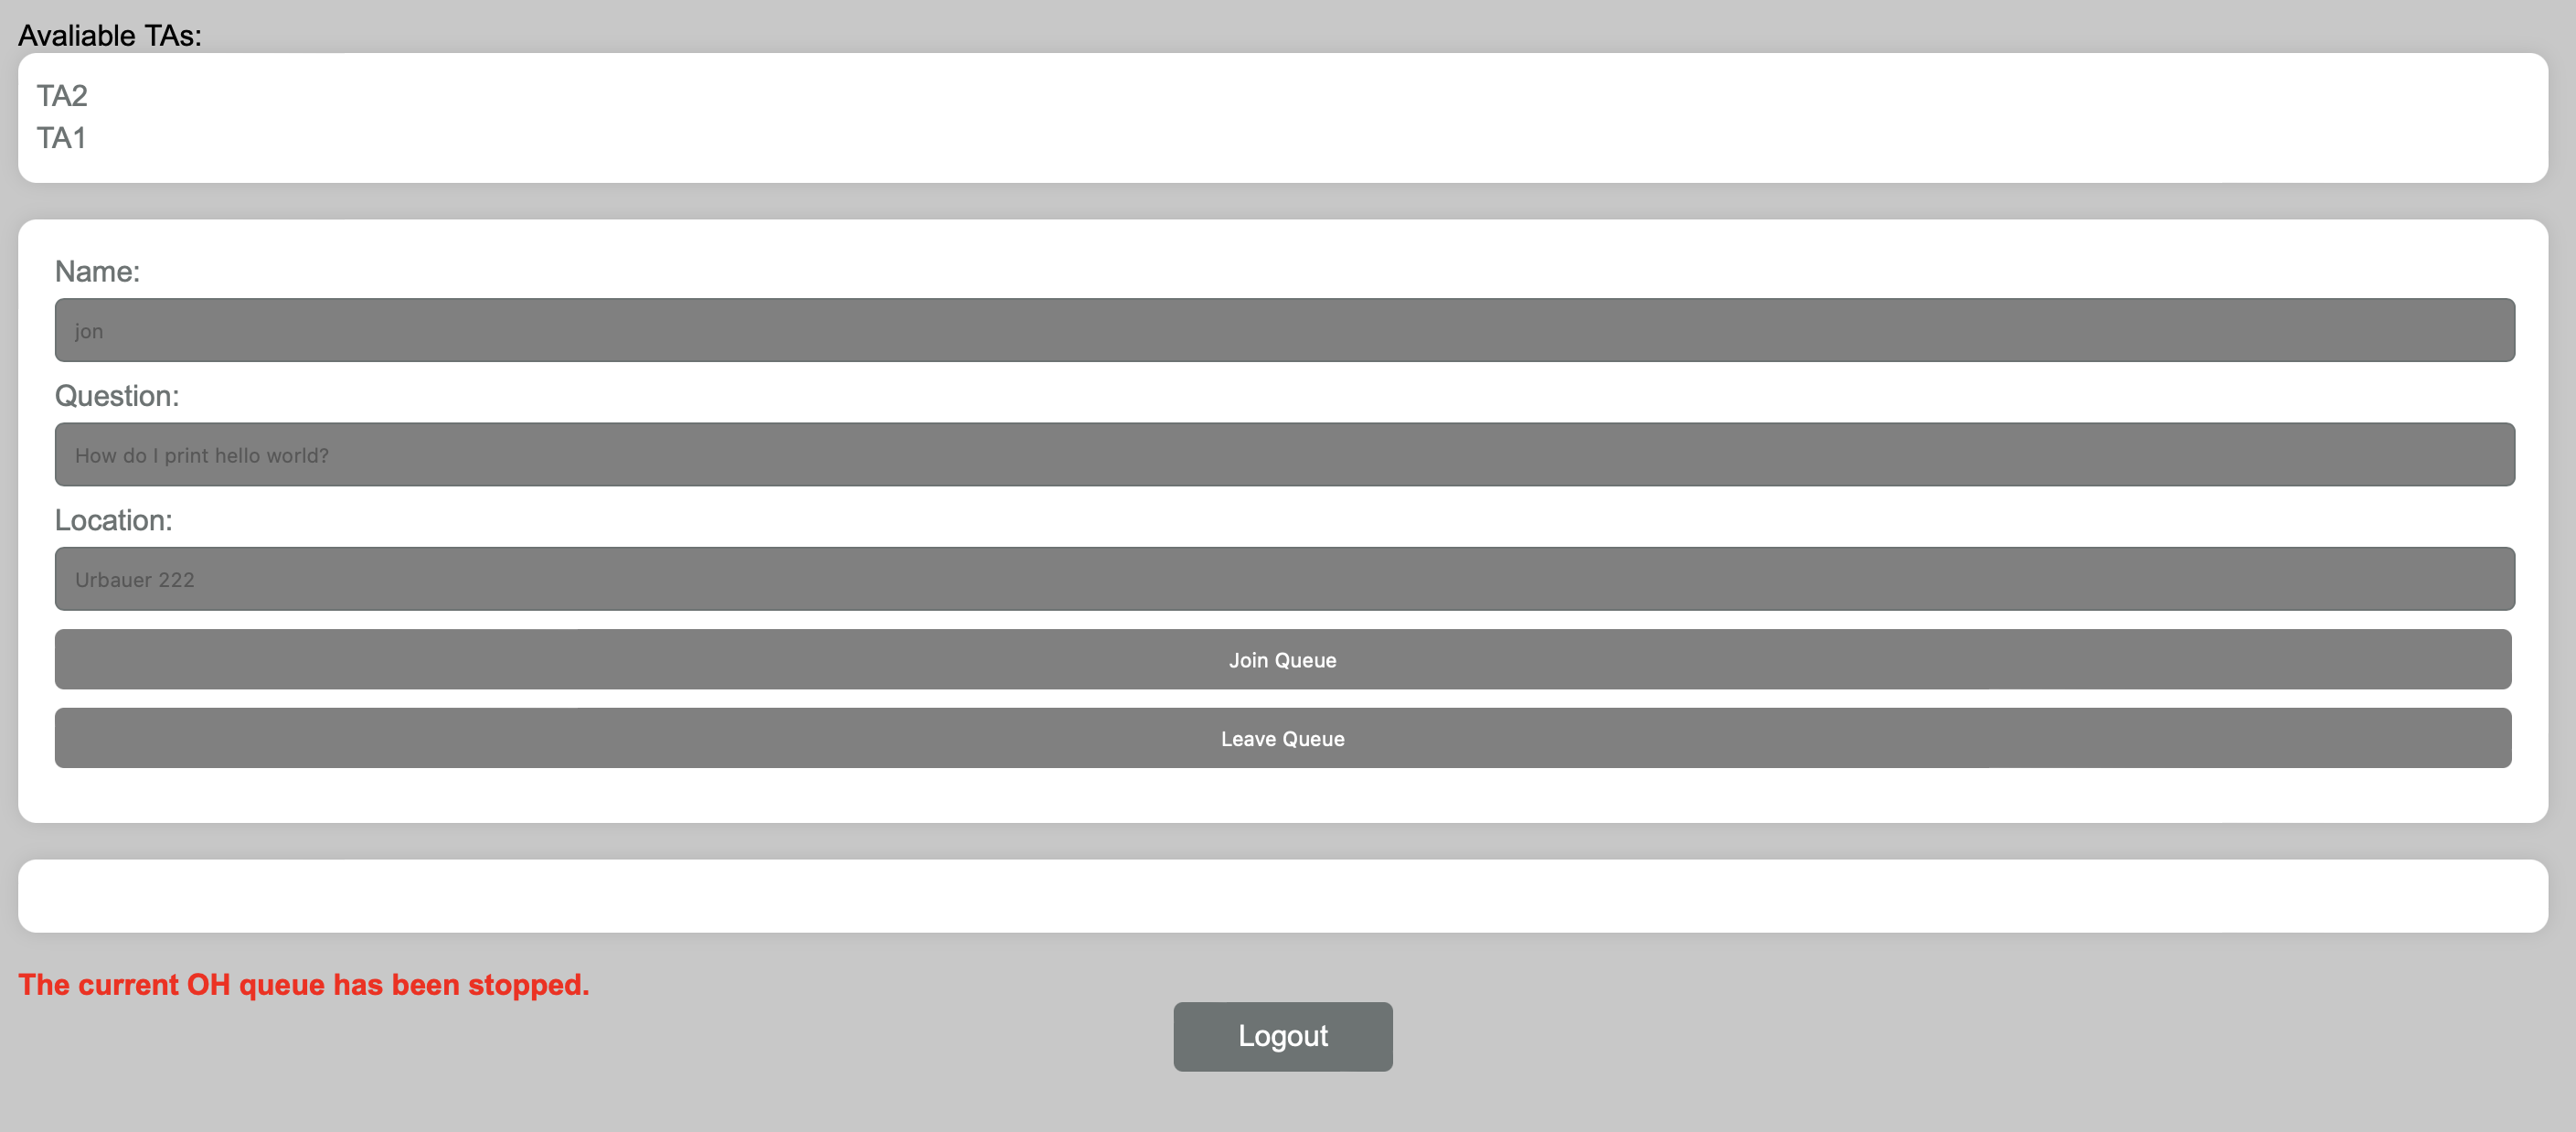 Avaliable TAs:
TA2
TA1
Name:
jon
Question:
How do I print hello world?
Location:
Urbauer 222
Join Queue
Leave Queue
The current OH queue has been stopped.
Logout